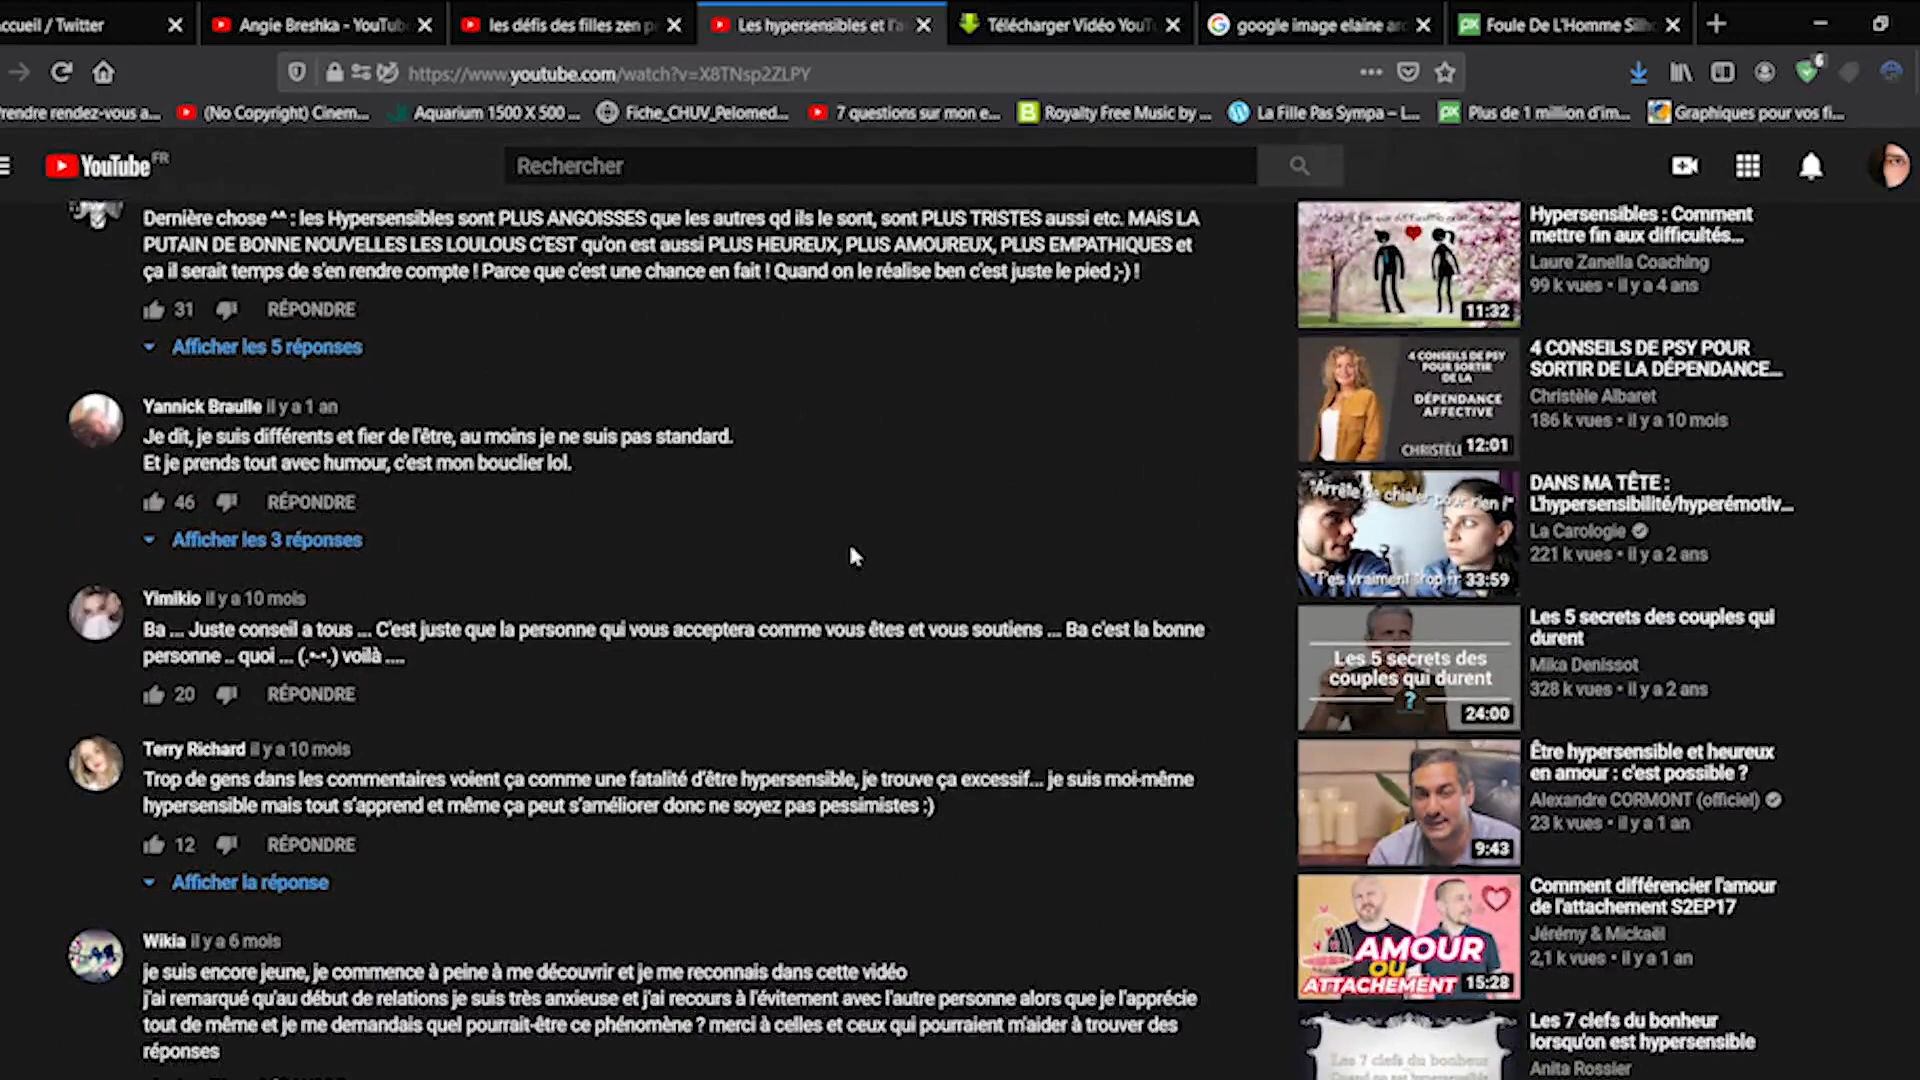 ccueil / Twitter
Angie Breshka - YouTub
les défis des filles zen p
Les hypersensibles et l'a
Télécharger Vidéo YouT
google image elaine ar
Foule De L'Homme Silh
https://www.youtube.com/watch?v=X8TNsp2ZLPY
6
rendre rendez-vous a...
(No Copyright) Cinem...
Aquarium 1500 X 500 ...
Fiche_CHUV_Pelomed...
7 questions sur mon e...
Royalty Free Music by ...
La Fille Pas Sympa – L...
Plus de 1 million d'im...
Graphiques pour vos fi...
YouTube FR
Rechercher
Dernière chose ^^ : les Hypersensibles sont PLUS ANGOISSES que les autres qd ils le sont, sont PLUS TRISTES aussi etc. MAiS LA
PUTAIN DE BONNE NOUVELLES LES LOULOUS C'EST qu'on est aussi PLUS HEUREUX, PLUS AMOUREUX, PLUS EMPATHIQUES et
ça il serait temps de s'en rendre compte ! Parce que c'est une chance en fait ! Quand on le réalise ben c'est juste le pied ;-) !
31 RÉPONDRE
Afficher les 5 réponses
Yannick Braulle il y a 1 an
Je dit, je suis différents et fier de l'être, au moins je ne suis pas standard.
Et je prends tout avec humour, c'est mon bouclier lol.
46 RÉPONDRE
Afficher les 3 réponses
Yimikio il y a 10 mois
Ba ... Juste conseil a tous ... C'est juste que la personne qui vous acceptera comme vous êtes et vous soutiens ... Ba c'est la bonne
personne .. quoi ... (.•-•.) voilà ....
20 RÉPONDRE
Terry Richard il y a 10 mois
Trop de gens dans les commentaires voient ça comme une fatalité d'être hypersensible, je trouve ça excessif... je suis moi-même
hypersensible mais tout s'apprend et même ça peut s'améliorer donc ne soyez pas pessimistes :)
12 RÉPONDRE
Afficher la réponse
Wikia il y a 6 mois
je suis encore jeune, je commence à peine à me découvrir et je me reconnais dans cette vidéo
j'ai remarqué qu'au début de relations je suis très anxieuse et j'ai recours à l'évitement avec l'autre personne alors que je l'apprécie
tout de même et je me demandais quel pourrait-être ce phénomène ? merci à celles et ceux qui pourraient m'aider à trouver des
réponses
11:32
Hypersensibles : Comment
mettre fin aux difficultés...
Laure Zanella Coaching
99 k vues • il y a 4 ans
4 CONSEILS DE PSY
POUR SORTIR
DE LA
DÉPENDANCE
AFFECTIVE
CHRISTÈL
12:01
4 CONSEILS DE PSY POUR
SORTIR DE LA DÉPENDANCE...
Christèle Albaret
186 k vues • il y a 10 mois
"Arrête de chialer pour rien !"
"T'es vraiment trop fr
33:59
DANS MA TÊTE :
L'hypersensibilité/hyperémotiv...
La Carologie
221 k vues • il y a 2 ans
Les 5 secrets des
couples qui durent
?
24:00
Les 5 secrets des couples qui
durent
Mika Denissot
328 k vues • il y a 2 ans
9:43
Être hypersensible et heureux
en amour : c'est possible ?
Alexandre CORMONT (officiel)
23 k vues • il y a 1 an
AMOUR
OU
ATTACHEMENT
15:28
Comment différencier l'amour
de l'attachement S2EP17
Jérémy & Mickaël
2,1 k vues • il y a 1 an
Les 7 clefs du bonheur
Les 7 clefs du bonheur
lorsqu'on est hypersensible
Anita Rossier